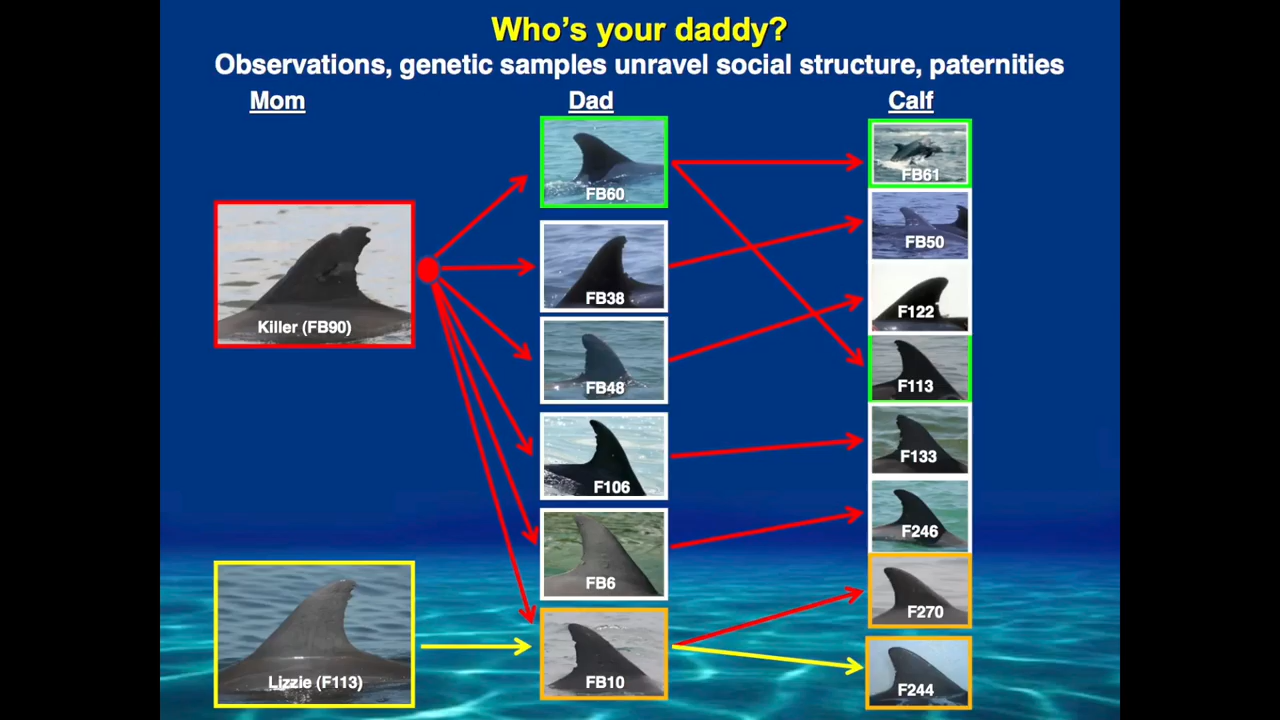 Who's your daddy?
Observations, genetic samples unravel social structure, paternities
Mom
Dad
Calf
FB60
FB61
FB50
Killer (FB90)
FB38
F122
FB48
F113
F106
F133
F246
FB6
F270
Lizzie (F113)
FB10
F244